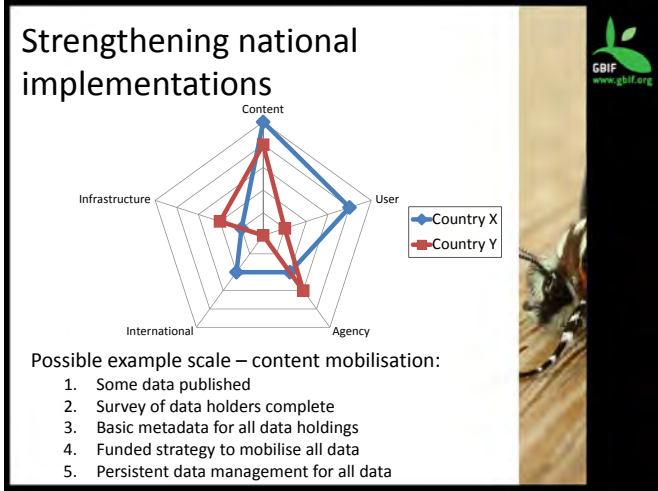 Strengthening national
implementations
GBIF
www.gbif.org
Content
Infrastructure
User
Country X
Country Y
International
Agency
Possible example scale – content mobilisation:
1. Some data published
2. Survey of data holders complete
3. Basic metadata for all data holdings
4. Funded strategy to mobilise all data
5. Persistent data management for all data